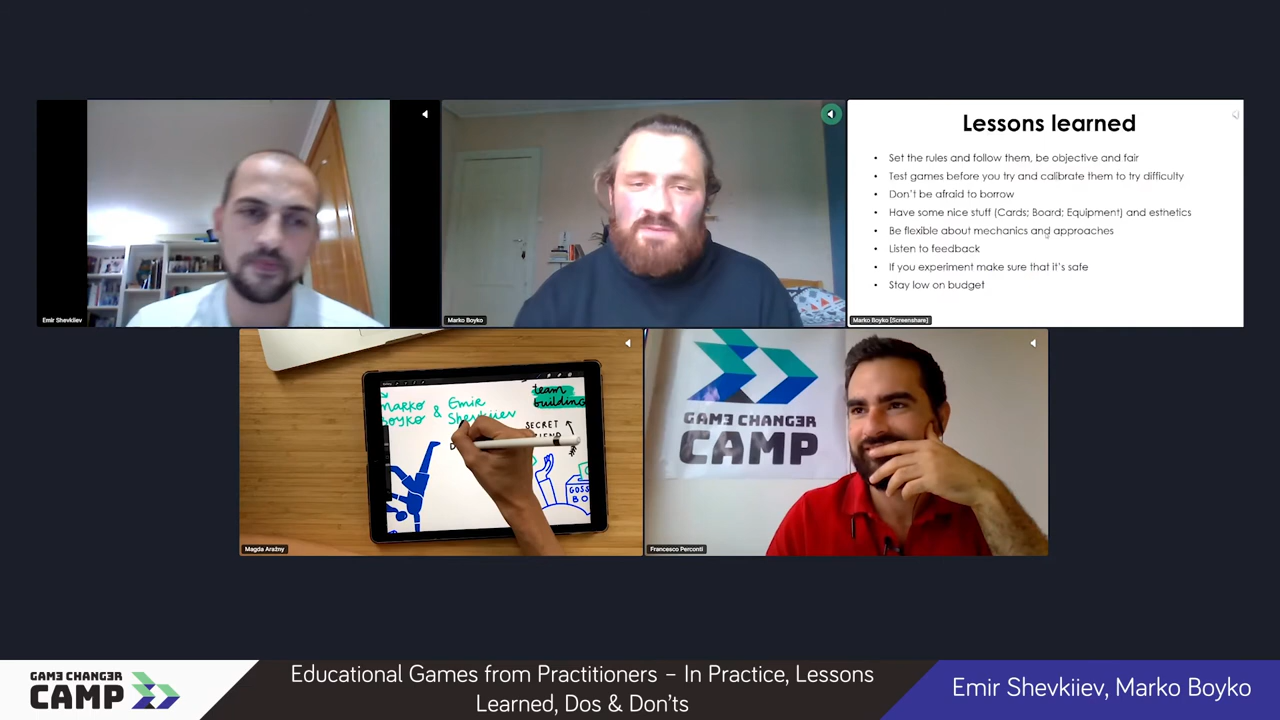 Lessons learned
• Set the rules and follow them, be objective and fair
• Test games before you try and calibrate them to try difficulty
• Don't be afraid to borrow
• Have some nice stuff (Cards; Board; Equipment) and esthetics
• Be flexible about mechanics and approaches
• Listen to feedback
• If you experiment make sure that it's safe
• Stay low on budget
Emir Shevkiiev
Marko Boyko
Marko Boyko [Screenshare]
team
building
Marko
Boyko & Emir
Shevkiiev
SECRET
GAM3 CHANG3R
CAMP
Magda Arażny
Francesco Perconti
GAM3 CHANG3R
CAMP
Educational Games from Practitioners – In Practice, Lessons
Learned, Dos & Don'ts
Emir Shevkiiev, Marko Boyko